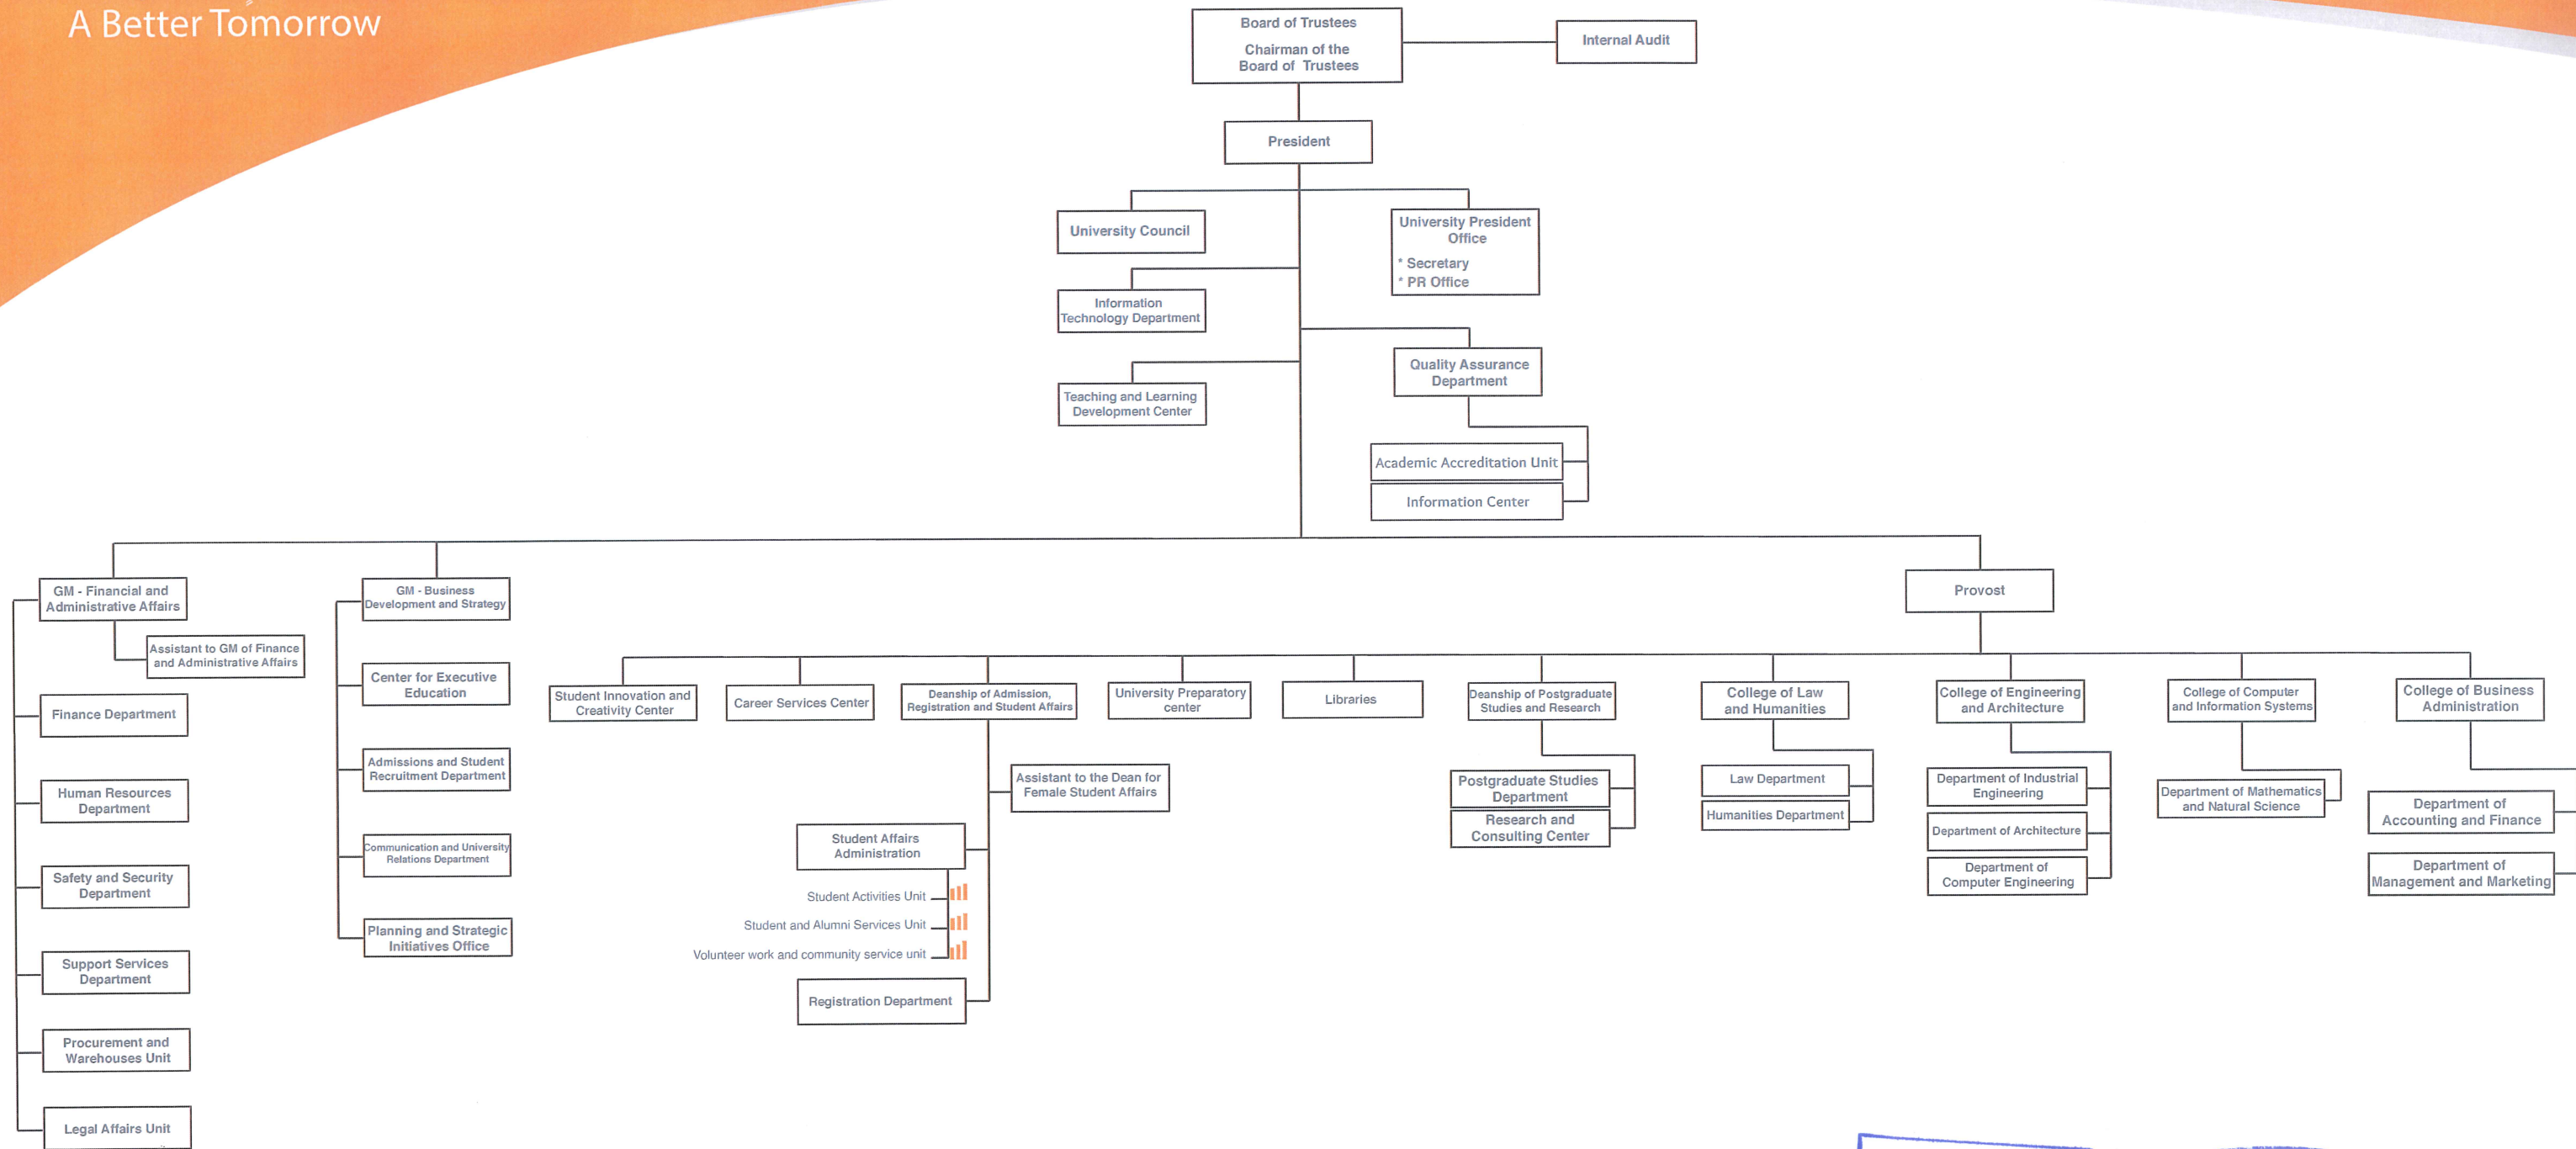 A Better Tomorrow
Board of Trustees
Chairman of the
Board of Trustees
Internal Audit
President
University Council
University President
Office
* Secretary
* PR Office
Information
Technology Department
Quality Assurance
Department
Teaching and Learning
Development Center
Academic Accreditation Unit
Information Center
GM - Financial and
Administrative Affairs
Assistant to GM of Finance
and Administrative Affairs
Finance Department
Human Resources
Department
Safety and Security
Department
Support Services
Department
Procurement and
Warehouses Unit
Legal Affairs Unit
GM - Business
Development and Strategy
Center for Executive
Education
Admissions and Student
Recruitment Department
Communication and University
Relations Department
Planning and Strategic
Initiatives Office
Provost
Student Innovation and
Creativity Center
Career Services Center
Deanship of Admission,
Registration and Student Affairs
Assistant to the Dean for
Female Student Affairs
Student Affairs
Administration
Student Activities Unit
Student and Alumni Services Unit
Volunteer work and community service unit
Registration Department
University Preparatory
center
Libraries
Deanship of Postgraduate
Studies and Research
Postgraduate Studies
Department
Research and
Consulting Center
College of Law
and Humanities
Law Department
Humanities Department
College of Engineering
and Architecture
Department of Industrial
Engineering
Department of Architecture
Department of
Computer Engineering
College of Computer
and Information Systems
Department of Mathematics
and Natural Science
College of Business
Administration
Department of
Accounting and Finance
Department of
Management and Marketing